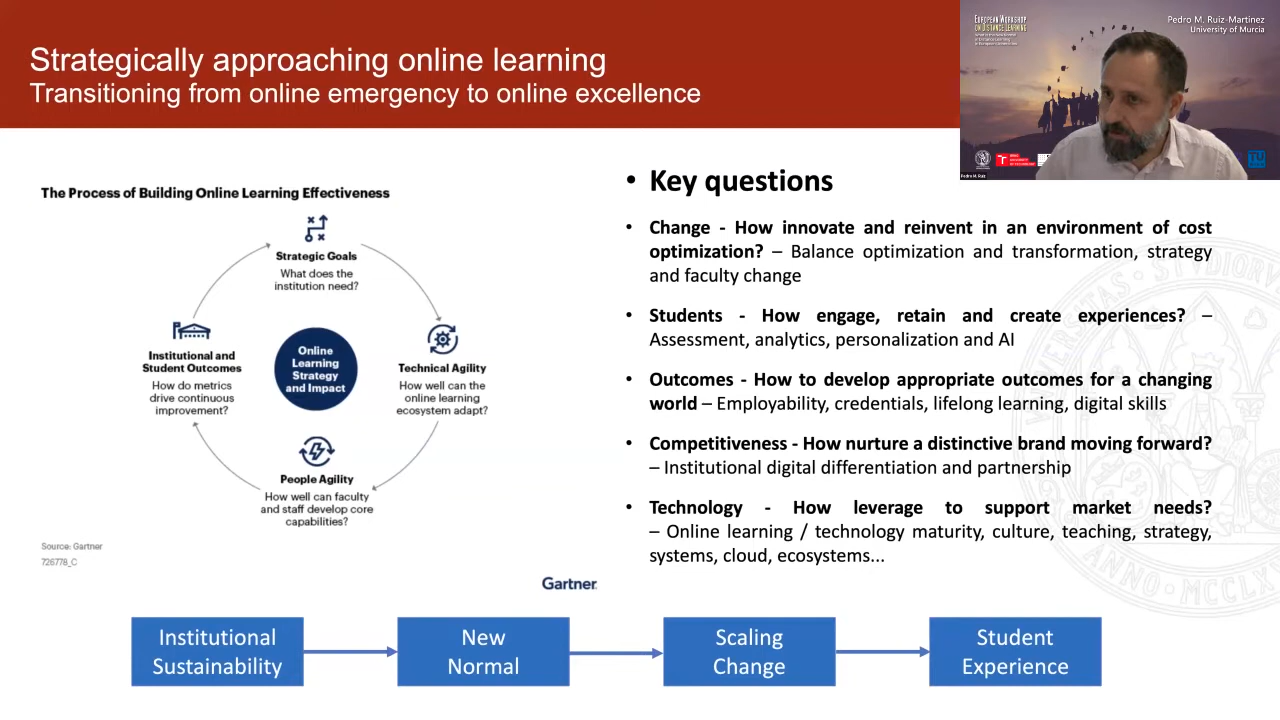 Strategically approaching online learning
Transitioning from online emergency to online excellence
EUROPEAN WORKSHOP
ON DISTANCE LEARNING
Pedro M. Ruiz-Martinez
University of Murcia
Pedro M. Ruiz
TU
The Process of Building Online Learning Effectiveness
Strategic Goals
What does the
institution need?
Technical Agility
How well can the
online learning
ecosystem adapt?
People Agility
How well can faculty
and staff develop core
capabilities?
Institutional and
Student Outcomes
How do metrics
drive continuous
improvement?
Online
Learning
Strategy
and Impact
Source: Gartner
726778_C
Gartner
• Key questions
• Change - How innovate and reinvent in an environment of cost
optimization? – Balance optimization and transformation, strategy
and faculty change
• Students - How engage, retain and create experiences? –
Assessment, analytics, personalization and AI
• Outcomes - How to develop appropriate outcomes for a changing
world – Employability, credentials, lifelong learning, digital skills
• Competitiveness - How nurture a distinctive brand moving forward?
– Institutional digital differentiation and partnership
• Technology - How leverage to support market needs?
– Online learning / technology maturity, culture, teaching, strategy,
systems, cloud, ecosystems...
Institutional
Sustainability
New
Normal
Scaling
Change
Student
Experience